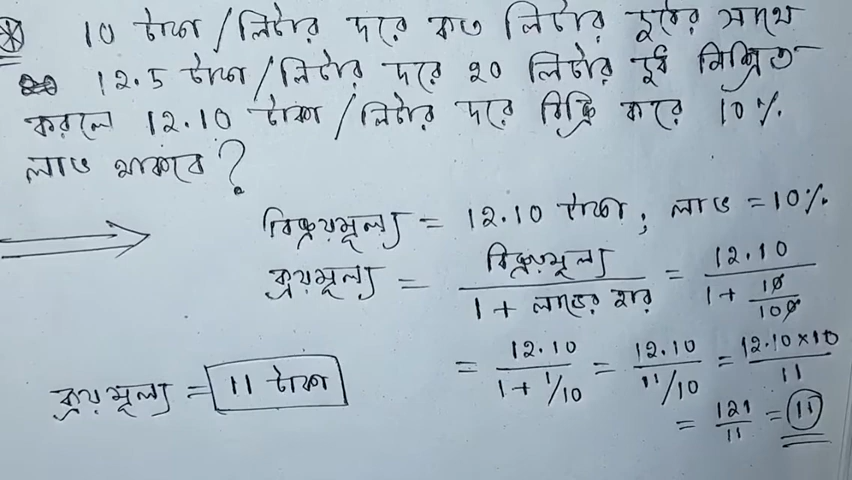 10 টাকা /লিটার দরে কত লিটার দুধের সাথে
12.5 টাকা /লিটার দরে 20 লিটার দুধ মিশ্রিত
করলে 12.10 টাকা /লিটার দরে বিক্রি করে 10%
লাভ থাকবে?
বিক্রয়মূল্য = 12.10 টাকা, লাভ = 10%
ক্রয়মূল্য = বিক্রয়মূল্য / 1 + লাভের হার = 12.10 / 1 + 10/100
= 12.10 / 1 + 1/10 = 12.10 / 11/10 = 12.10×10 / 11
= 121 / 11 = 11
ক্রয়মূল্য = 11 টাকা